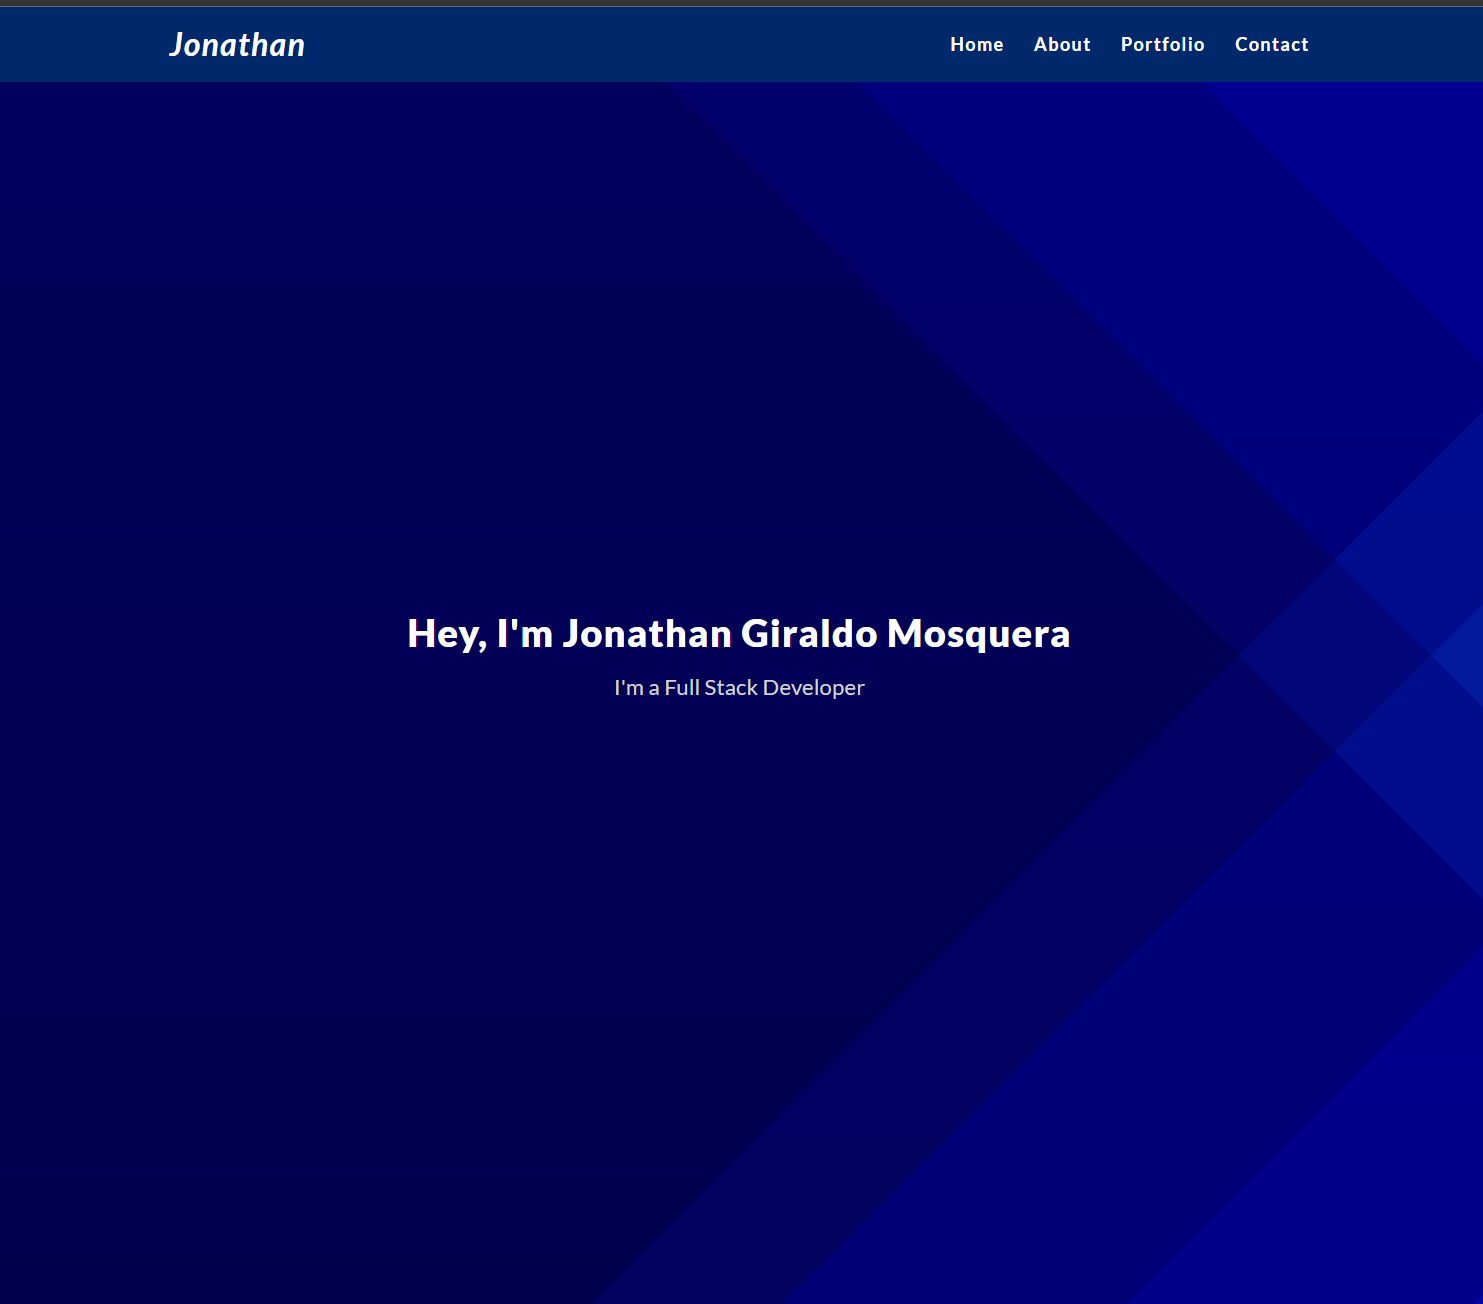 Jonathan
Home About Portfolio Contact
Hey, I'm Jonathan Giraldo Mosquera
I'm a Full Stack Developer